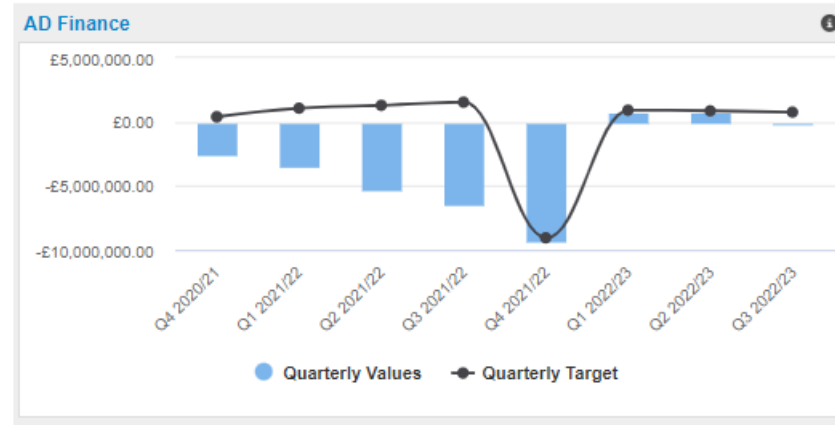 AD Finance
£5,000,000.00
£0.00
-£5,000,000.00
-£10,000,000.00
Q4 2020/21
Q1 2021/22
Q2 2021/22
Q3 2021/22
Q4 2021/22
Q1 2022/23
Q2 2022/23
Q3 2022/23
Quarterly Values
Quarterly Target